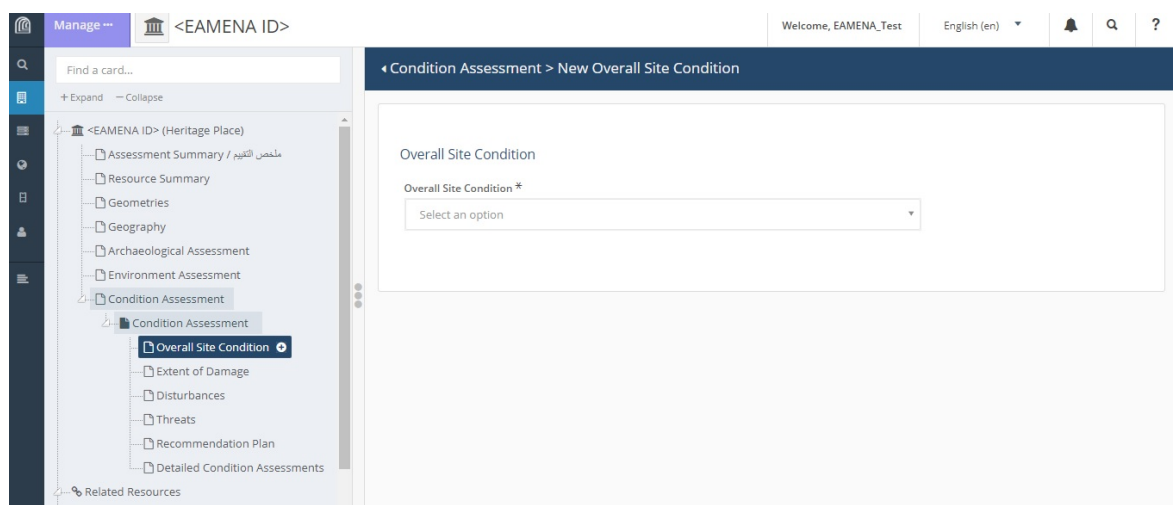 Manage
<EAMENA ID>
Welcome, EAMENA_Test
English (en)
?
Find a card...
+ Expand − Collapse
<EAMENA ID> (Heritage Place)
Assessment Summary / ملخص التقييم
Resource Summary
Geometries
Geography
Archaeological Assessment
Environment Assessment
Condition Assessment
Condition Assessment
Overall Site Condition
Extent of Damage
Disturbances
Threats
Recommendation Plan
Detailed Condition Assessments
Related Resources
Condition Assessment > New Overall Site Condition
Overall Site Condition
Overall Site Condition *
Select an option